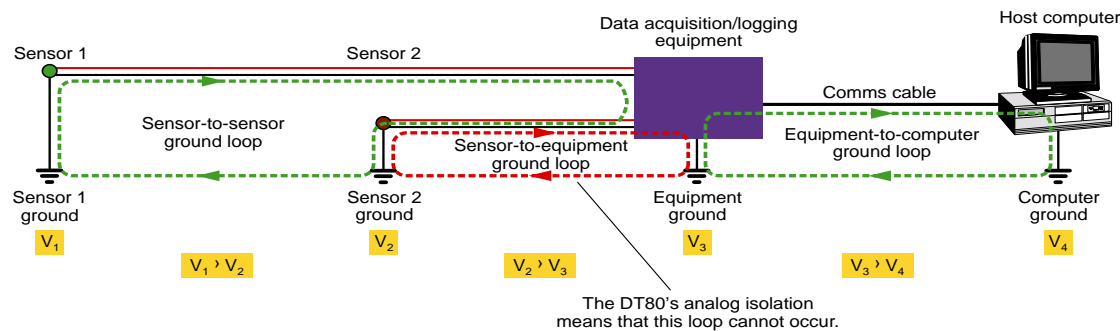 Host computer
Data acquisition/logging
equipment
Sensor 1
Sensor 2
Comms cable
Sensor-to-sensor
ground loop
Sensor-to-equipment
ground loop
Equipment-to-computer
ground loop
Sensor 1
ground
Sensor 2
ground
Equipment
ground
Computer
ground
V1
V2
V3
V4
V1 › V2
V2 › V3
V3 › V4
The DT80's analog isolation
means that this loop cannot occur.